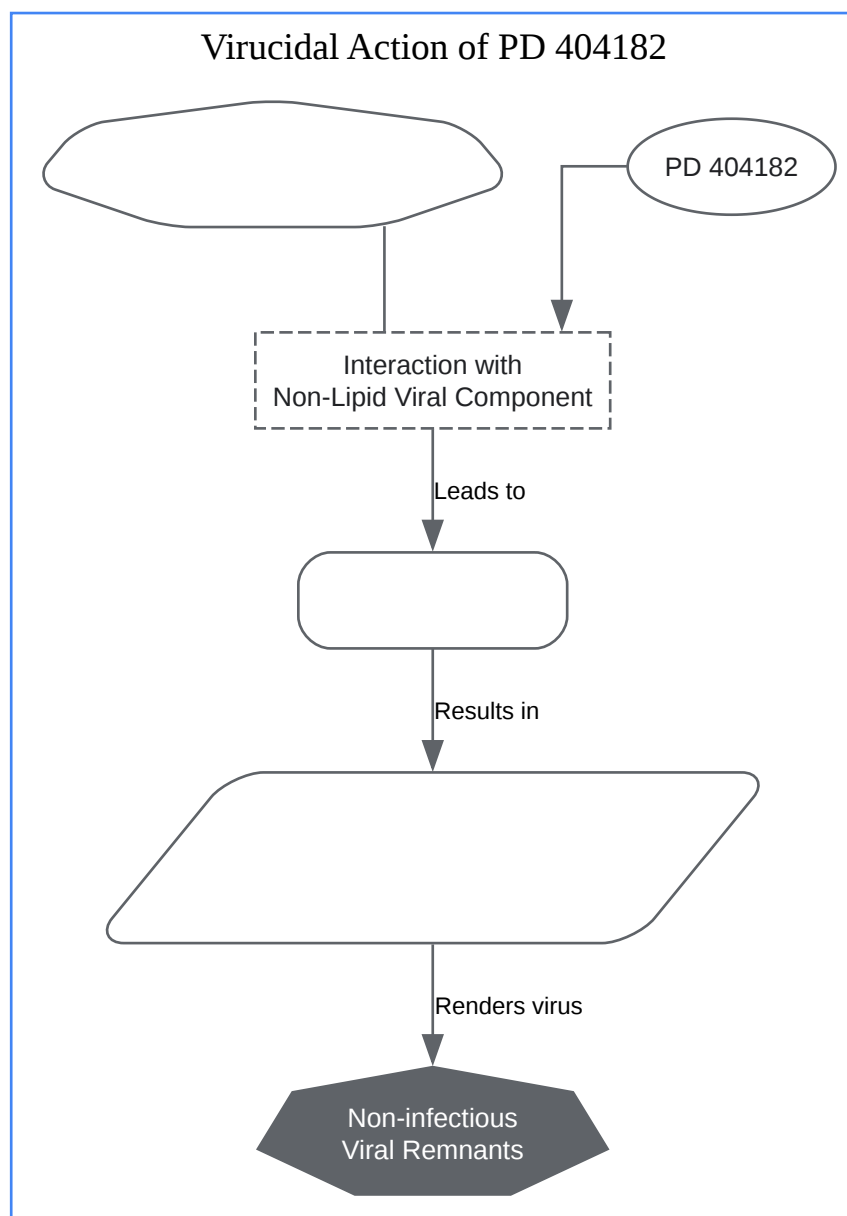 Virucidal Action of PD 404182
PD 404182
Interaction with
Non-Lipid Viral Component
Leads to
Results in
Renders virus
Non-infectious
Viral Remnants